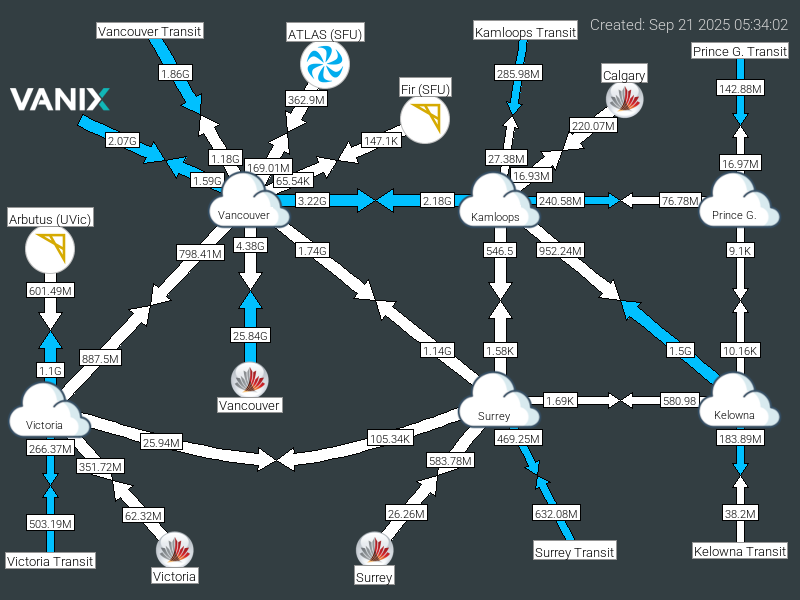 Created: Sep 21 2025 05:34:02
Vancouver Transit
ATLAS (SFU)
Kamloops Transit
Prince G. Transit
1.86G
285.98M
Calgary
142.88M
VANIX
362.9M
Fir (SFU)
220.07M
2.07G
147.1K
1.18G
169.01M
27.38M
16.97M
1.59G
65.54K
16.93M
3.22G
2.18G
240.58M
76.78M
Arbutus (UVic)
Vancouver
Kamloops
Prince G.
798.41M
4.38G
1.74G
546.5
952.24M
9.1K
601.49M
887.5M
25.84G
1.14G
1.58K
1.5G
10.16K
1.1G
Vancouver
1.69K
580.98
Victoria
Surrey
Kelowna
266.37M
25.94M
105.34K
469.25M
183.89M
351.72M
583.78M
503.19M
62.32M
26.26M
632.08M
38.2M
Victoria Transit
Victoria
Surrey
Surrey Transit
Kelowna Transit